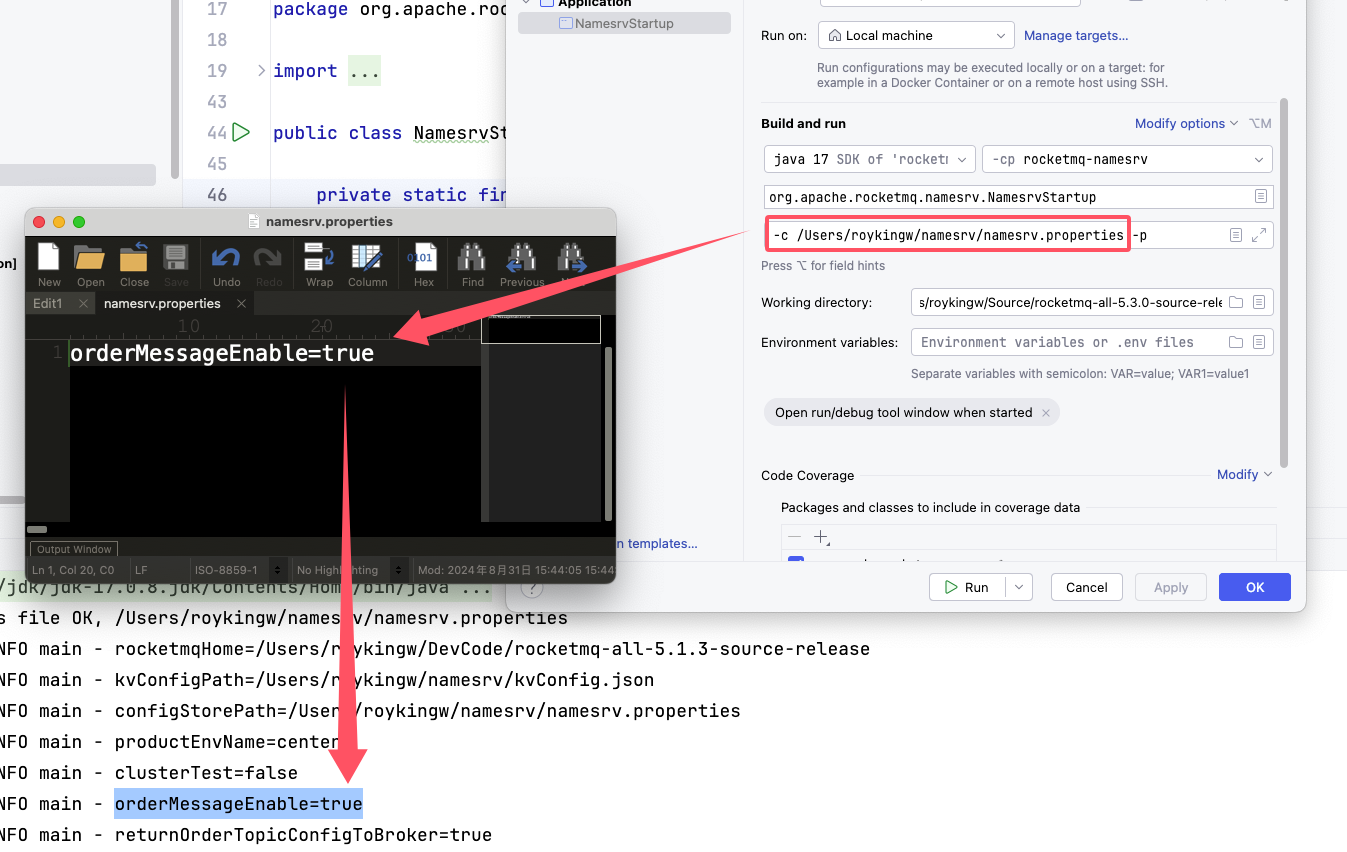 17 package org.apache.roc
18
19 import ...
43
44 public class NamesrvSt
45
46 private static fin
Application
NamesrvStartup
Run on: Local machine Manage targets...
Run configurations may be executed locally or on a target: for
example in a Docker Container or on a remote host using SSH.
Build and run Modify options ⌥M
java 17 SDK of 'rocketm -cp rocketmq-namesrv
org.apache.rocketmq.namesrv.NamesrvStartup
-c /Users/roykingw/namesrv/namesrv.properties -p
Press ⌥ for field hints
Working directory: s/roykingw/Source/rocketmq-all-5.3.0-source-rele
Environment variables: Environment variables or .env files
Separate variables with semicolon: VAR=value; VAR1=value1
Open run/debug tool window when started ×
Code Coverage Modify
Packages and classes to include in coverage data
n templates...
? Run Cancel Apply OK
on]
namesrv.properties
New Open Close Save Undo Redo Wrap Column Hex Find Previous
Edit1 × namesrv.properties ×
10 20
1 orderMessageEnable=true
Output Window
Ln 1, Col 20, C0 LF ISO-8859-1 No Highlighting Mod: 2024年8月31日 15:44:05 15:44
/jdk/jdk-17.0.8.jdk/Contents/Home/bin/java ...
s file OK, /Users/roykingw/namesrv/namesrv.properties
NFO main - rocketmqHome=/Users/roykingw/DevCode/rocketmq-all-5.1.3-source-release
NFO main - kvConfigPath=/Users/roykingw/namesrv/kvConfig.json
NFO main - configStorePath=/Users/roykingw/namesrv/namesrv.properties
NFO main - productEnvName=center
NFO main - clusterTest=false
NFO main - orderMessageEnable=true
NFO main - returnOrderTopicConfigToBroker=true